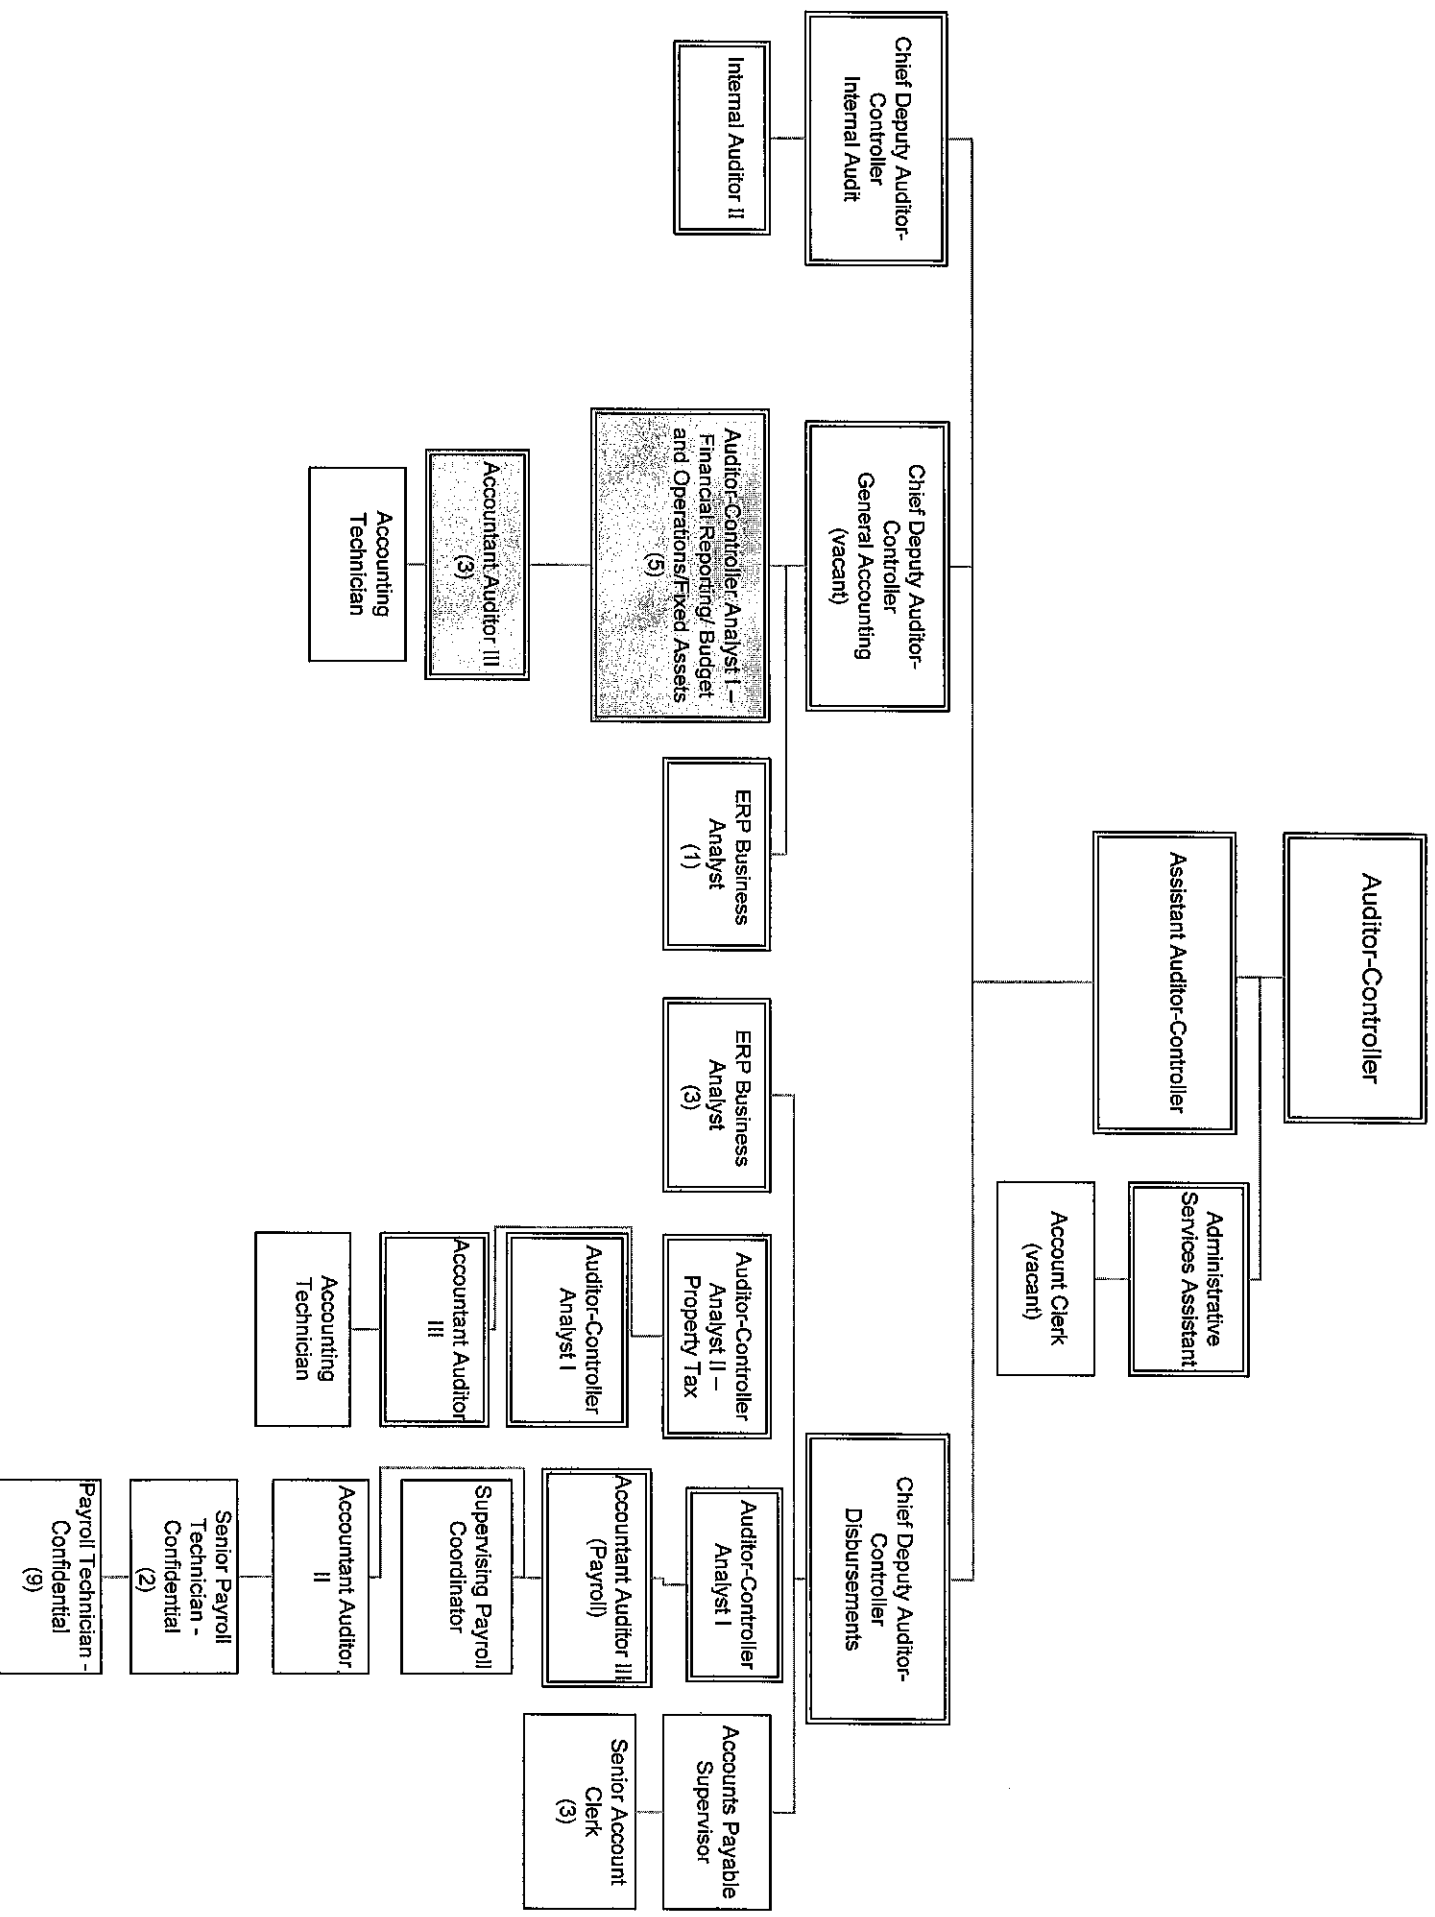 Auditor-Controller
Assistant Auditor-Controller
Administrative
Services Assistant
Account Clerk
(vacant)
Chief Deputy Auditor-
Controller
Internal Audit
Internal Auditor II
Chief Deputy Auditor-
Controller
General Accounting
(vacant)
Auditor-Controller Analyst I –
Financial Reporting/ Budget
and Operations/Fixed Assets
(5)
Accountant Auditor III
(3)
Accounting
Technician
ERP Business
Analyst
(1)
Chief Deputy Auditor-
Controller
Disbursements
ERP Business
Analyst
(3)
Auditor-Controller
Analyst II –
Property Tax
Auditor-Controller
Analyst I
Accountant Auditor
III
Accounting
Technician
Auditor-Controller
Analyst I
Accountant Auditor III
(Payroll)
Supervising Payroll
Coordinator
Accountant Auditor
II
Senior Payroll
Technician -
Confidential
(2)
Payroll Technician -
Confidential
(9)
Accounts Payable
Supervisor
Senior Account
Clerk
(3)